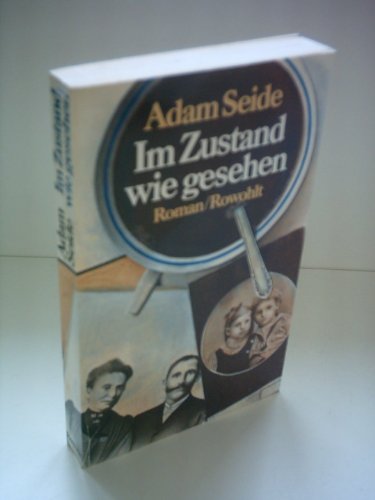 Adam Seide
Im Zustand
wie gesehen
Roman/Rowohlt
Adam Im Zustand
Seide wie gesehen